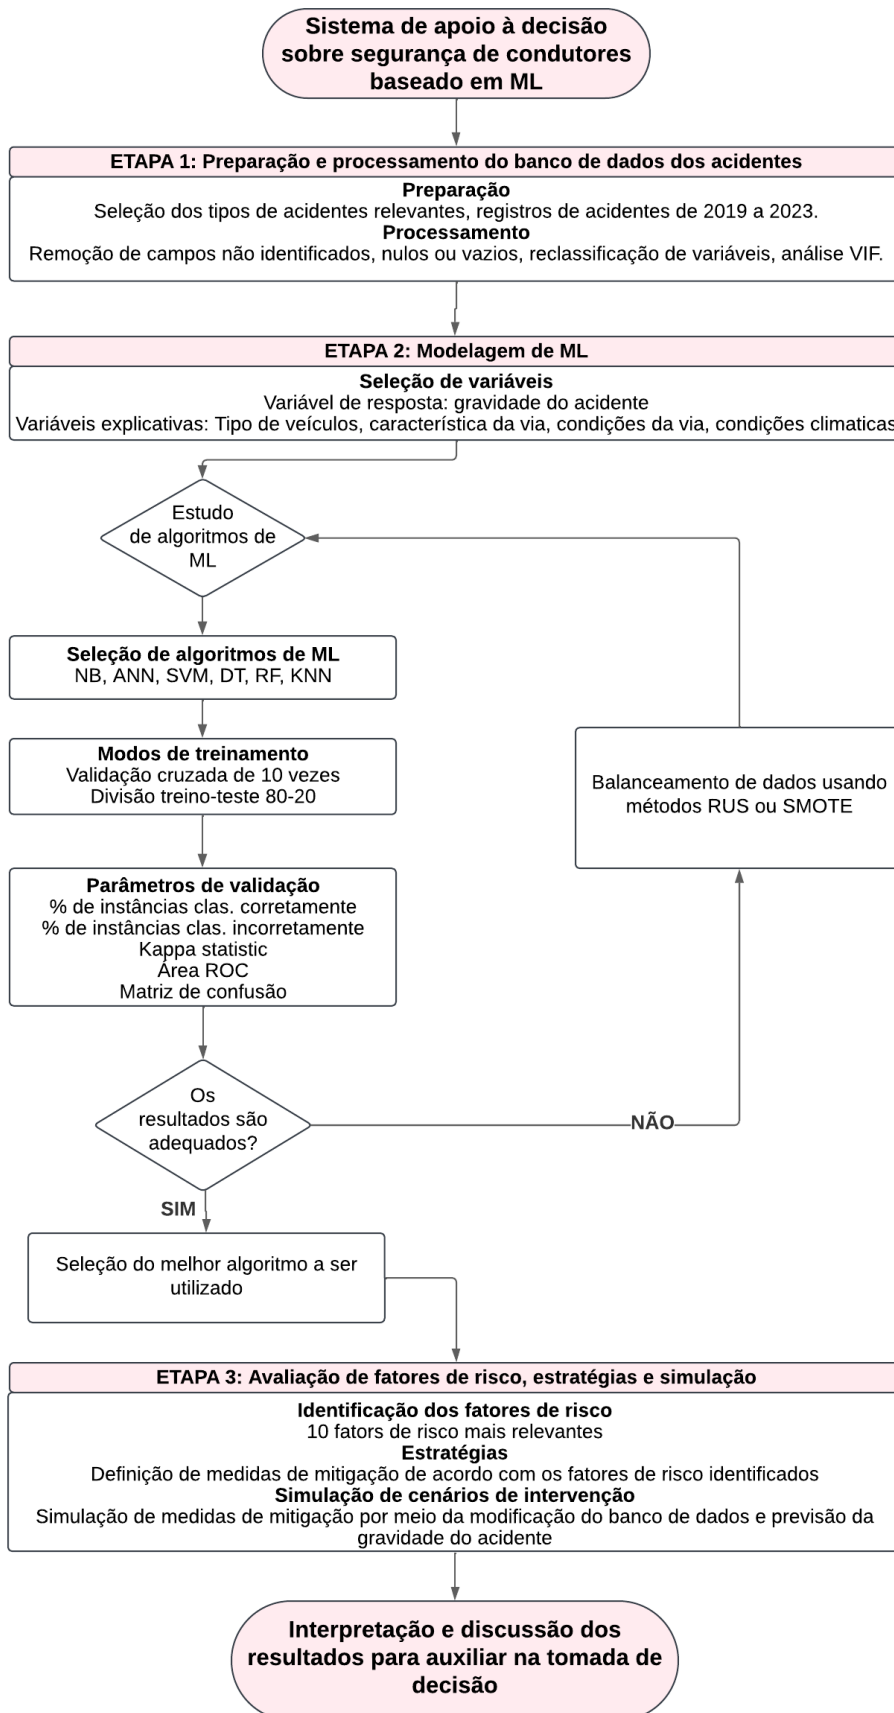 Sistema de apoio à decisão
sobre segurança de condutores
baseado em ML
ETAPA 1: Preparação e processamento do banco de dados dos acidentes
Preparação
Seleção dos tipos de acidentes relevantes, registros de acidentes de 2019 a 2023.
Processamento
Remoção de campos não identificados, nulos ou vazios, reclassificação de variáveis, análise VIF.
ETAPA 2: Modelagem de ML
Seleção de variáveis
Variável de resposta: gravidade do acidente
Variáveis explicativas: Tipo de veículos, característica da via, condições da via, condições climaticas
Estudo
de algoritmos de
ML
Seleção de algoritmos de ML
NB, ANN, SVM, DT, RF, KNN
Modos de treinamento
Validação cruzada de 10 vezes
Divisão treino-teste 80-20
Balanceamento de dados usando
métodos RUS ou SMOTE
Parâmetros de validação
% de instâncias clas. corretamente
% de instâncias clas. incorretamente
Kappa statistic
Área ROC
Matriz de confusão
Os
resultados são
adequados?
NÃO
SIM
Seleção do melhor algoritmo a ser
utilizado
ETAPA 3: Avaliação de fatores de risco, estratégias e simulação
Identificação dos fatores de risco
10 fators de risco mais relevantes
Estratégias
Definição de medidas de mitigação de acordo com os fatores de risco identificados
Simulação de cenários de intervenção
Simulação de medidas de mitigação por meio da modificação do banco de dados e previsão da
gravidade do acidente
Interpretação e discussão dos
resultados para auxiliar na tomada de
decisão